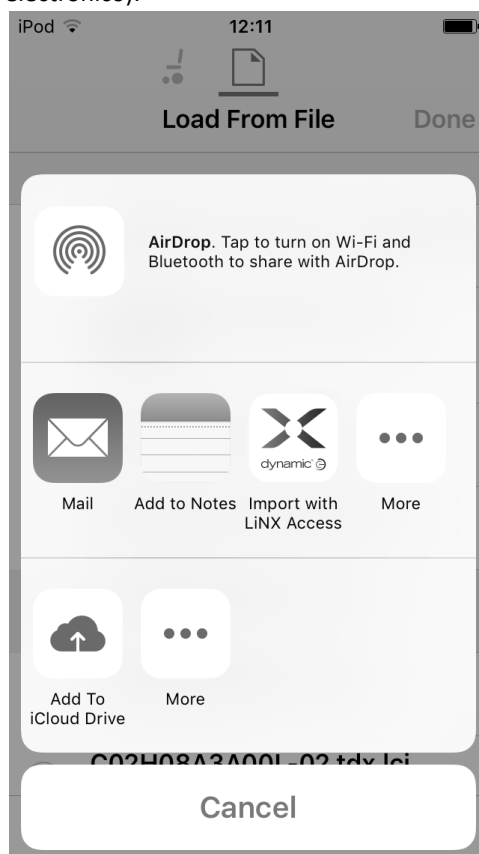 iPod 12:11
Load From File Done
AirDrop. Tap to turn on Wi-Fi and
Bluetooth to share with AirDrop.
dynamic
Mail Add to Notes Import with
LiNX Access More
Add To
iCloud Drive More
Cancel